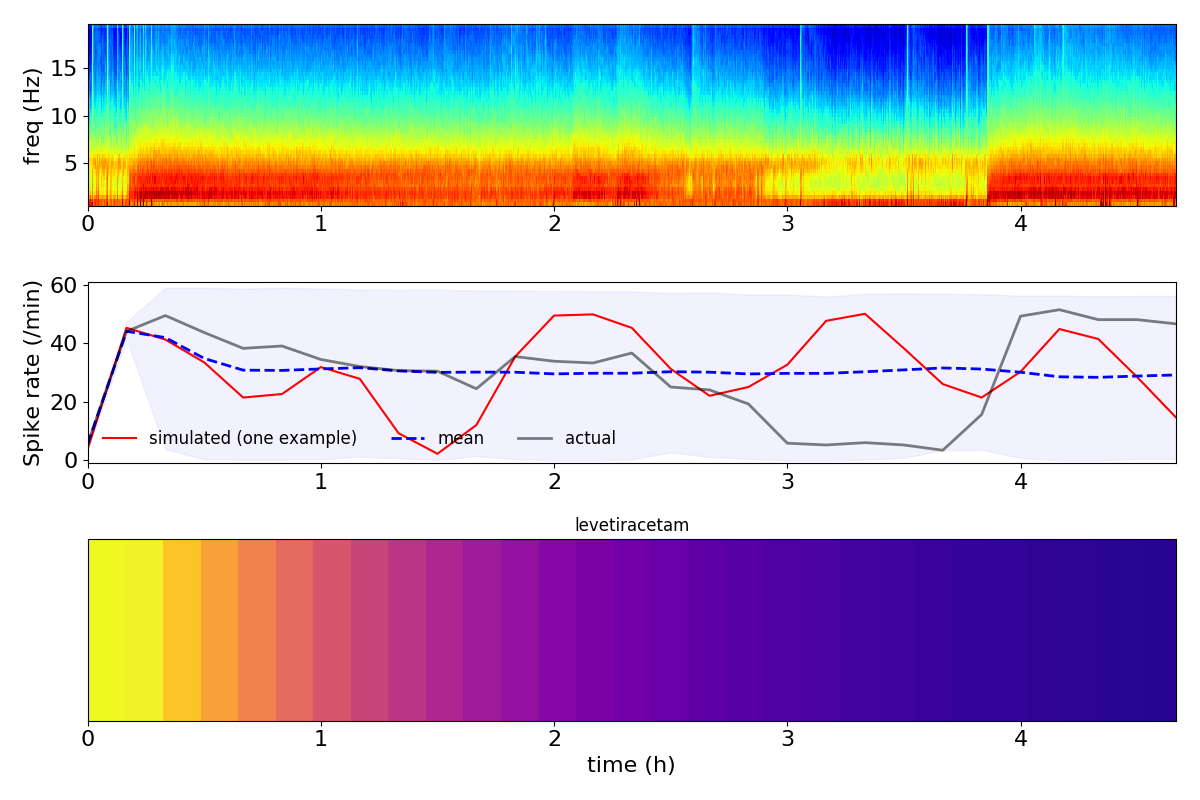 freq (Hz)
15
10
5
0 1 2 3 4
Spike rate (/min)
60
40
20
0
simulated (one example) mean actual
0 1 2 3 4
levetiracetam
0 1 2 3 4
time (h)